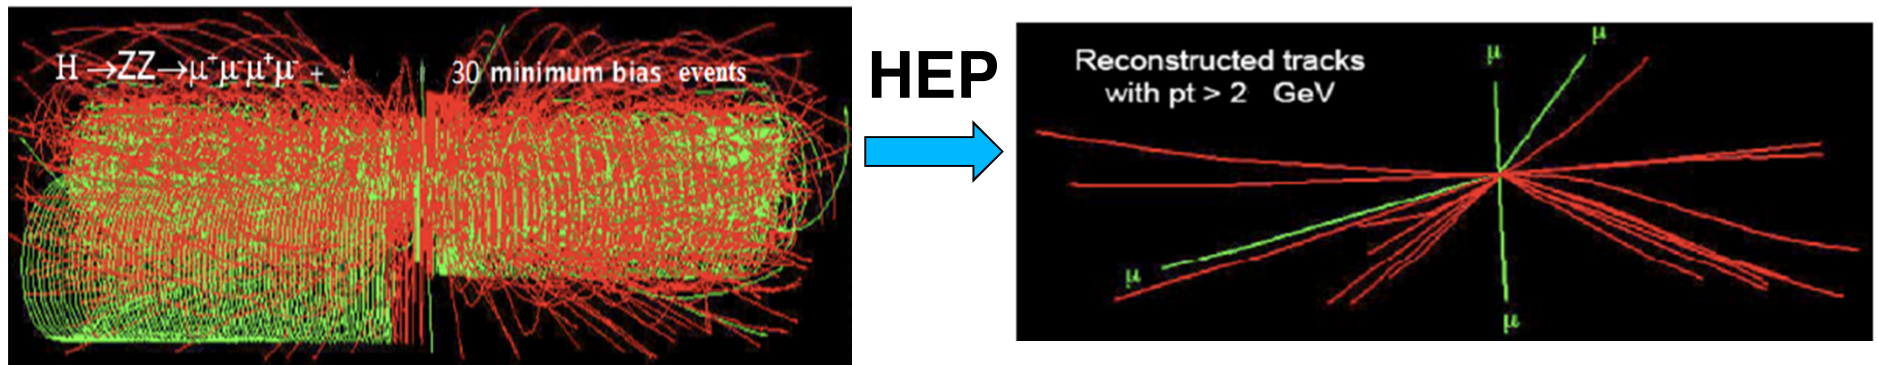 H →ZZ→μ⁺μ⁻μ⁺μ⁻ + 30 minimum bias events
HEP
Reconstructed tracks
with pt > 2 GeV
μ
μ
μ
μ